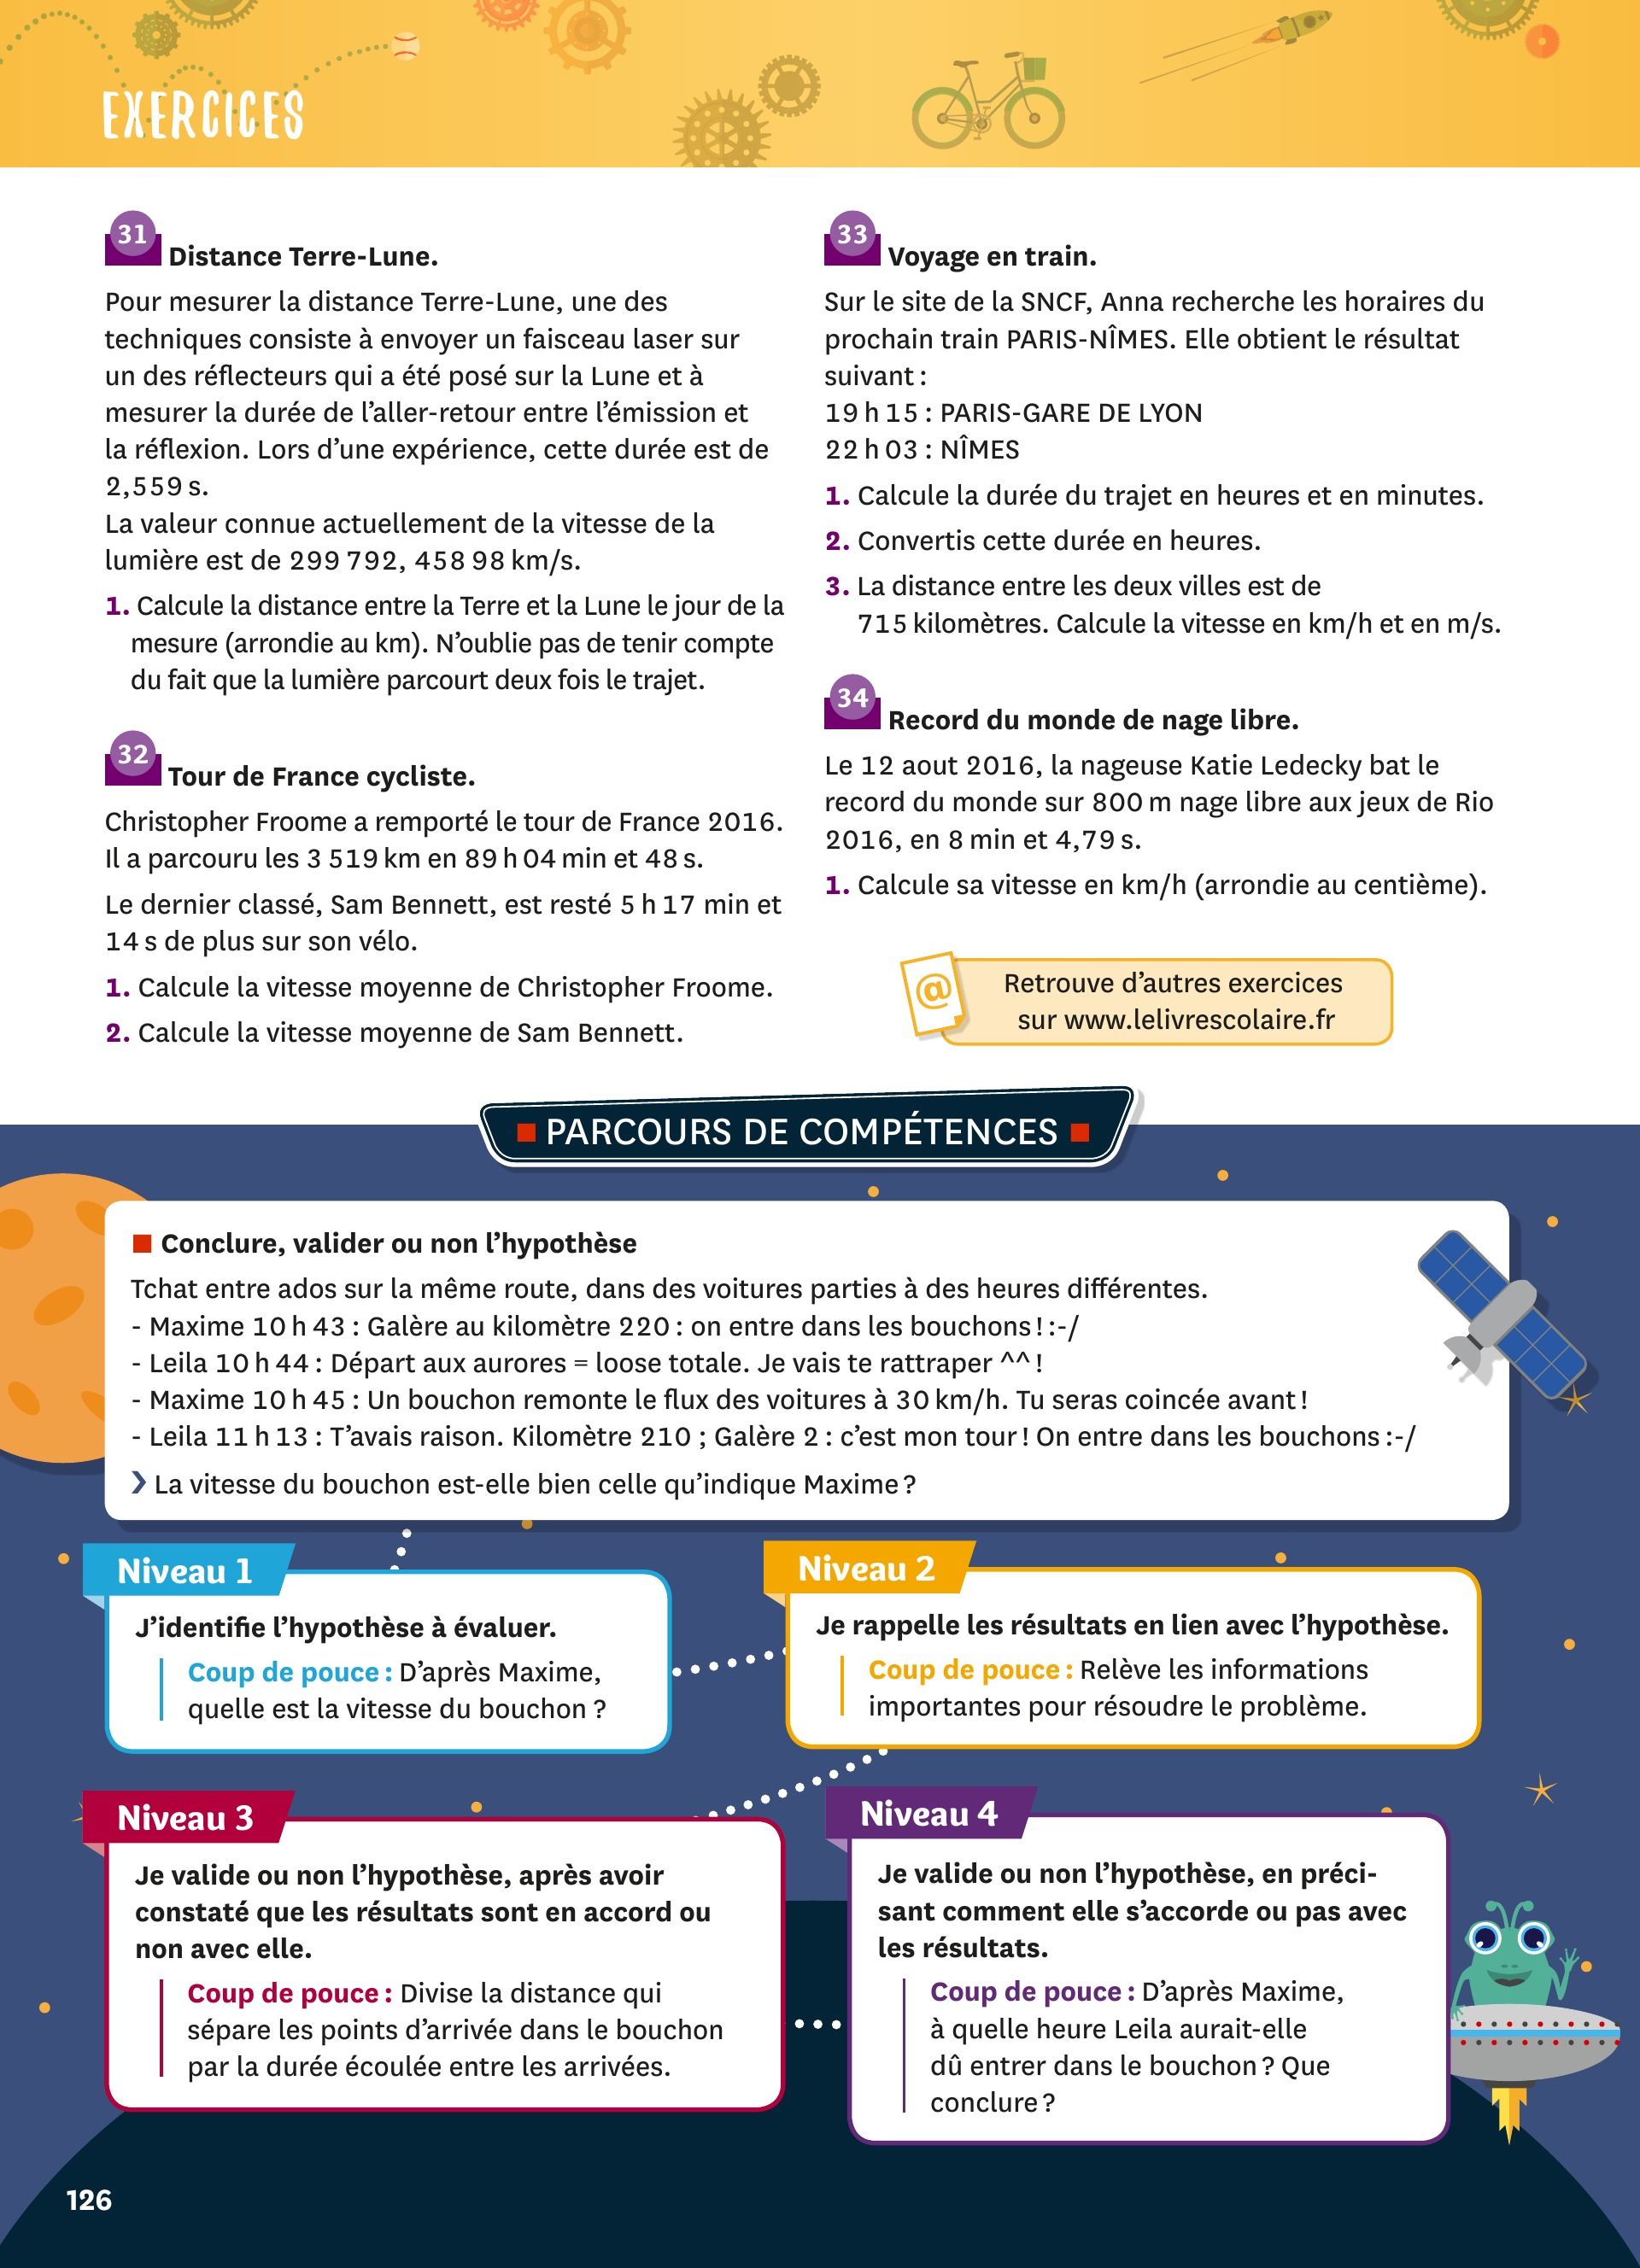 EXERCICES
31 Distance Terre-Lune.
Pour mesurer la distance Terre-Lune, une des
techniques consiste à envoyer un faisceau laser sur
un des réflecteurs qui a été posé sur la Lune et à
mesurer la durée de l’aller-retour entre l’émission et
la réflexion. Lors d’une expérience, cette durée est de
2,559 s.
La valeur connue actuellement de la vitesse de la
lumière est de 299 792, 458 98 km/s.
1. Calcule la distance entre la Terre et la Lune le jour de la
mesure (arrondie au km). N’oublie pas de tenir compte
du fait que la lumière parcourt deux fois le trajet.
32 Tour de France cycliste.
Christopher Froome a remporté le tour de France 2016.
Il a parcouru les 3 519 km en 89 h 04 min et 48 s.
Le dernier classé, Sam Bennett, est resté 5 h 17 min et
14 s de plus sur son vélo.
1. Calcule la vitesse moyenne de Christopher Froome.
2. Calcule la vitesse moyenne de Sam Bennett.
33 Voyage en train.
Sur le site de la SNCF, Anna recherche les horaires du
prochain train PARIS-NÎMES. Elle obtient le résultat
suivant :
19 h 15 : PARIS-GARE DE LYON
22 h 03 : NÎMES
1. Calcule la durée du trajet en heures et en minutes.
2. Convertis cette durée en heures.
3. La distance entre les deux villes est de
715 kilomètres. Calcule la vitesse en km/h et en m/s.
34 Record du monde de nage libre.
Le 12 aout 2016, la nageuse Katie Ledecky bat le
record du monde sur 800 m nage libre aux jeux de Rio
2016, en 8 min et 4,79 s.
1. Calcule sa vitesse en km/h (arrondie au centième).
@
Retrouve d’autres exercices
sur www.lelivrescolaire.fr
PARCOURS DE COMPÉTENCES
Conclure, valider ou non l’hypothèse
Tchat entre ados sur la même route, dans des voitures parties à des heures différentes.
- Maxime 10 h 43 : Galère au kilomètre 220 : on entre dans les bouchons ! :-/
- Leila 10 h 44 : Départ aux aurores = loose totale. Je vais te rattraper ^^ !
- Maxime 10 h 45 : Un bouchon remonte le flux des voitures à 30 km/h. Tu seras coincée avant !
- Leila 11 h 13 : T’avais raison. Kilomètre 210 ; Galère 2 : c’est mon tour ! On entre dans les bouchons :-/
La vitesse du bouchon est-elle bien celle qu’indique Maxime ?
Niveau 1
J’identifie l’hypothèse à évaluer.
Coup de pouce : D’après Maxime,
quelle est la vitesse du bouchon ?
Niveau 2
Je rappelle les résultats en lien avec l’hypothèse.
Coup de pouce : Relève les informations
importantes pour résoudre le problème.
Niveau 3
Je valide ou non l’hypothèse, après avoir
constaté que les résultats sont en accord ou
non avec elle.
Coup de pouce : Divise la distance qui
sépare les points d’arrivée dans le bouchon
par la durée écoulée entre les arrivées.
Niveau 4
Je valide ou non l’hypothèse, en préci-
sant comment elle s’accorde ou pas avec
les résultats.
Coup de pouce : D’après Maxime,
à quelle heure Leila aurait-elle
dû entrer dans le bouchon ? Que
conclure ?
126